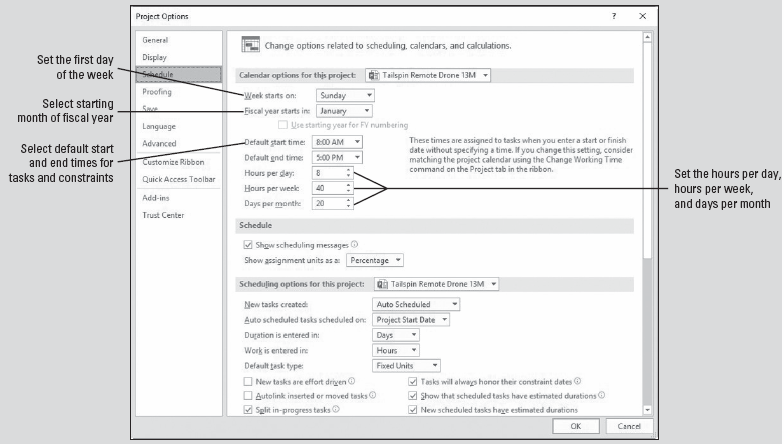 Project Options
?
General
Display
Schedule
Proofing
Save
Language
Advanced
Customize Ribbon
Quick Access Toolbar
Add-ins
Trust Center
Change options related to scheduling, calendars, and calculations.
Calendar options for this project: Tailspin Remote Drone 13M
Week starts on: Sunday
Fiscal year starts in: January
Use starting year for FY numbering
Default start time: 8:00 AM
Default end time: 5:00 PM
Hours per day: 8
Hours per week: 40
Days per month: 20
These times are assigned to tasks when you enter a start or finish
date without specifying a time. If you change this setting, consider
matching the project calendar using the Change Working Time
command on the Project tab in the ribbon.
Schedule
Show scheduling messages
Show assignment units as a: Percentage
Scheduling options for this project: Tailspin Remote Drone 13M
New tasks created: Auto Scheduled
Auto scheduled tasks scheduled on: Project Start Date
Duration is entered in: Days
Work is entered in: Hours
Default task type: Fixed Units
New tasks are effort driven
Tasks will always honor their constraint dates
Autolink inserted or moved tasks
Show that scheduled tasks have estimated durations
Split in-progress tasks
New scheduled tasks have estimated durations
OK
Cancel
Set the first day
of the week
Select starting
month of fiscal year
Select default start
and end times for
tasks and constraints
Set the hours per day,
hours per week,
and days per month